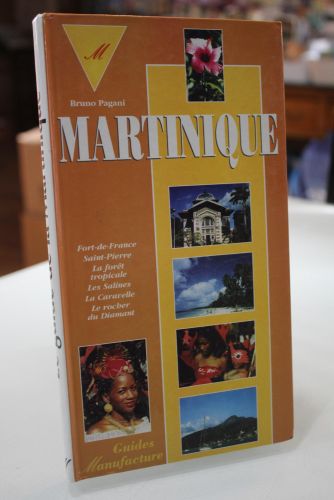 M
Bruno Pagani
MARTINIQUE
Fort-de-France
Saint-Pierre
La forêt
tropicale
Les Salines
La Caravelle
Le rocher
du Diamant
Guides
Manufacture